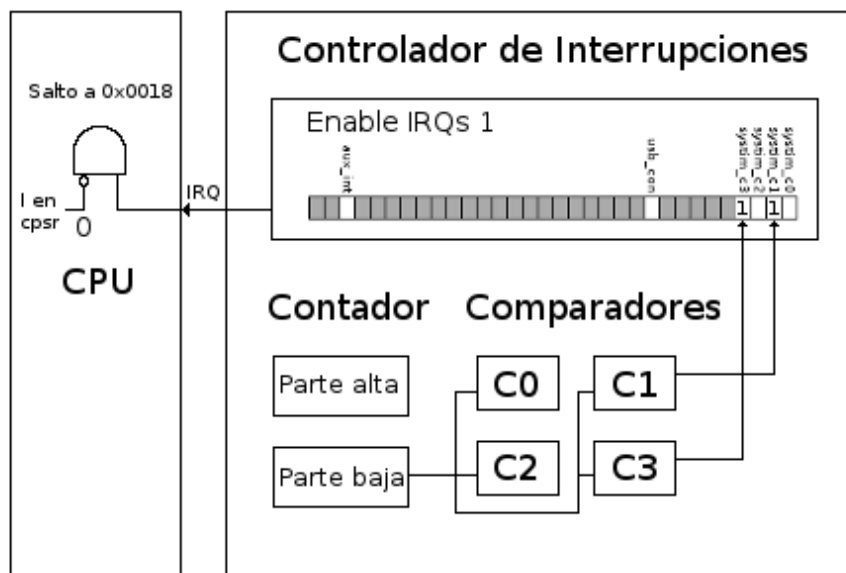 Controlador de Interrupciones
Salto a 0x0018
Enable IRQs 1
aux_int
usb_con
systim_c3
systim_c2
systim_c1
systim_c0
1
1
I en
cpsr
0
IRQ
CPU
Contador
Comparadores
Parte alta
C0
C1
Parte baja
C2
C3